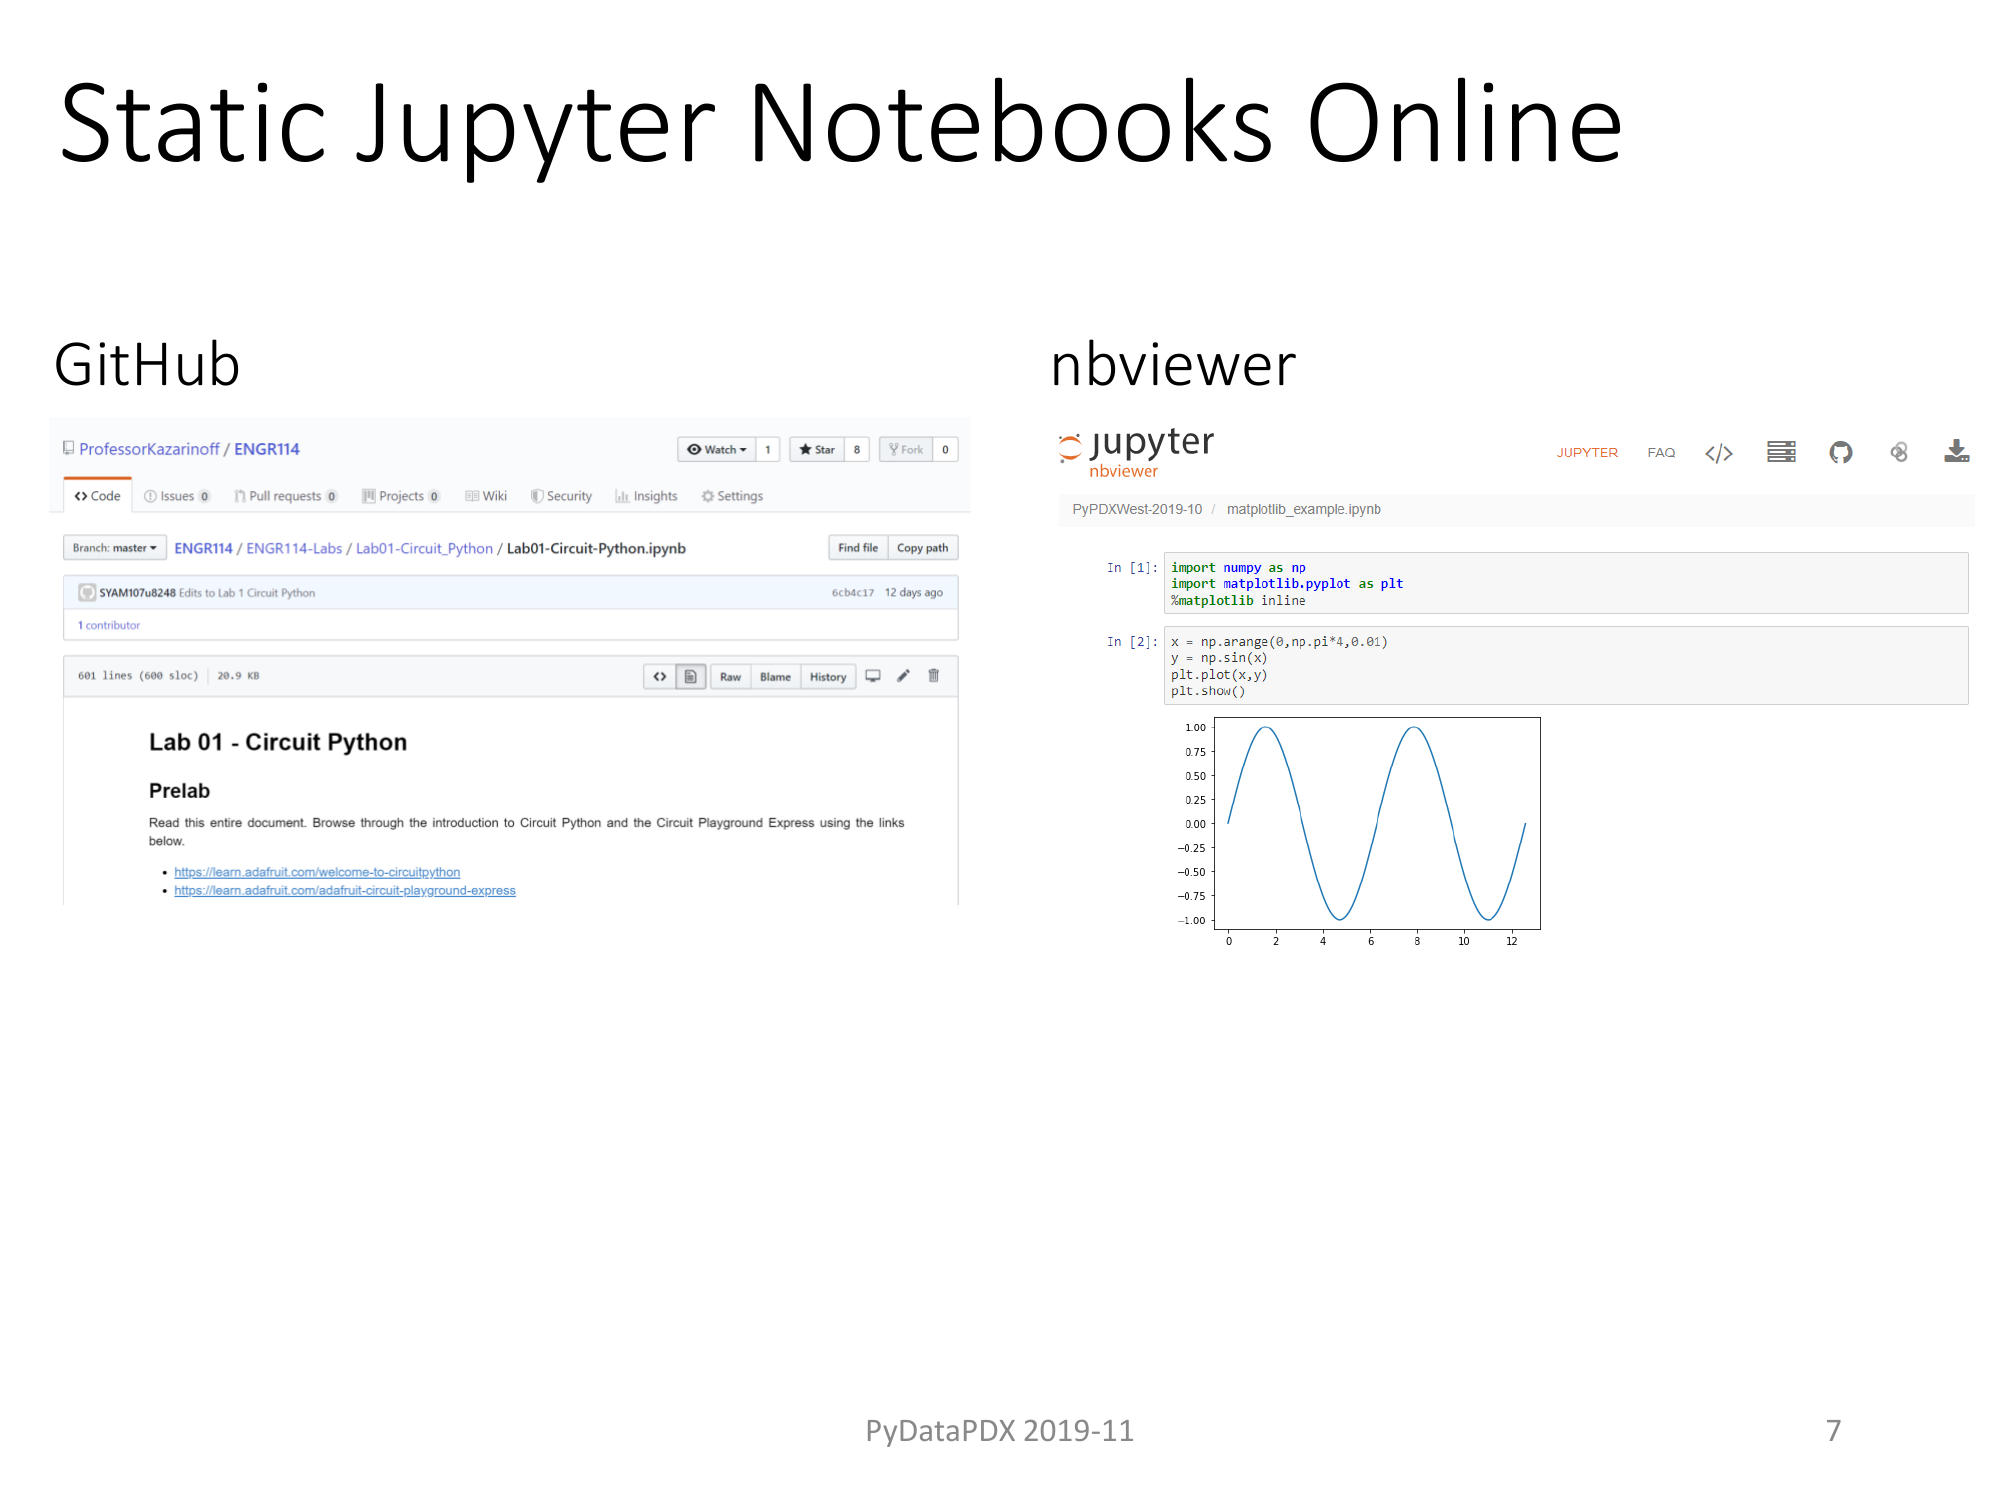 Static Jupyter Notebooks Online
GitHub
ProfessorKazarinoff / ENGR114
Watch 1 Star 8 Fork 0
Code Issues 0 Pull requests 0 Projects 0 Wiki Security Insights Settings
Branch: master ENGR114 / ENGR114-Labs / Lab01-Circuit_Python / Lab01-Circuit-Python.ipynb Find file Copy path
SYAM107u8248 Edits to Lab 1 Circuit Python 6cb4c17 12 days ago
1 contributor
601 lines (600 sloc) 20.9 KB <> Raw Blame History
Lab 01 - Circuit Python
Prelab
Read this entire document. Browse through the introduction to Circuit Python and the Circuit Playground Express using the links
below.
• https://learn.adafruit.com/welcome-to-circuitpython
• https://learn.adafruit.com/adafruit-circuit-playground-express
nbviewer
jupyter
nbviewer
JUPYTER FAQ </>
PyPDXWest-2019-10 / matplotlib_example.ipynb
In [1]: import numpy as np
import matplotlib.pyplot as plt
%matplotlib inline
In [2]: x = np.arange(0,np.pi*4,0.01)
y = np.sin(x)
plt.plot(x,y)
plt.show()
1.00
0.75
0.50
0.25
0.00
−0.25
−0.50
−0.75
−1.00
0 2 4 6 8 10 12
PyDataPDX 2019-11
7